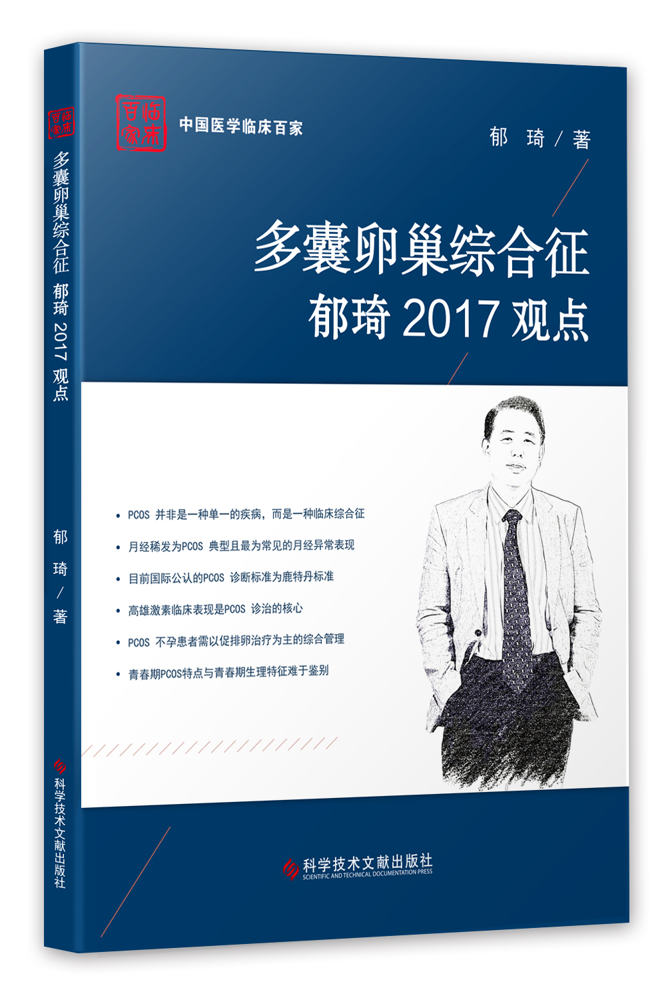 临床
百家
中国医学临床百家
郁 琦/著
多囊卵巢综合征
郁琦 2017 观点
• PCOS 并非是一种单一的疾病，而是一种临床综合征
• 月经稀发为PCOS 典型且最为常见的月经异常表现
• 目前国际公认的PCOS 诊断标准为鹿特丹标准
• 高雄激素临床表现是PCOS 诊治的核心
• PCOS 不孕患者需以促排卵治疗为主的综合管理
• 青春期PCOS特点与青春期生理特征难于鉴别
科学技术文献出版社
SCIENTIFIC AND TECHNICAL DOCUMENTATION PRESS
临床
百家
多囊卵巢综合征 郁琦 2017 观点
郁 琦/著
科学技术文献出版社